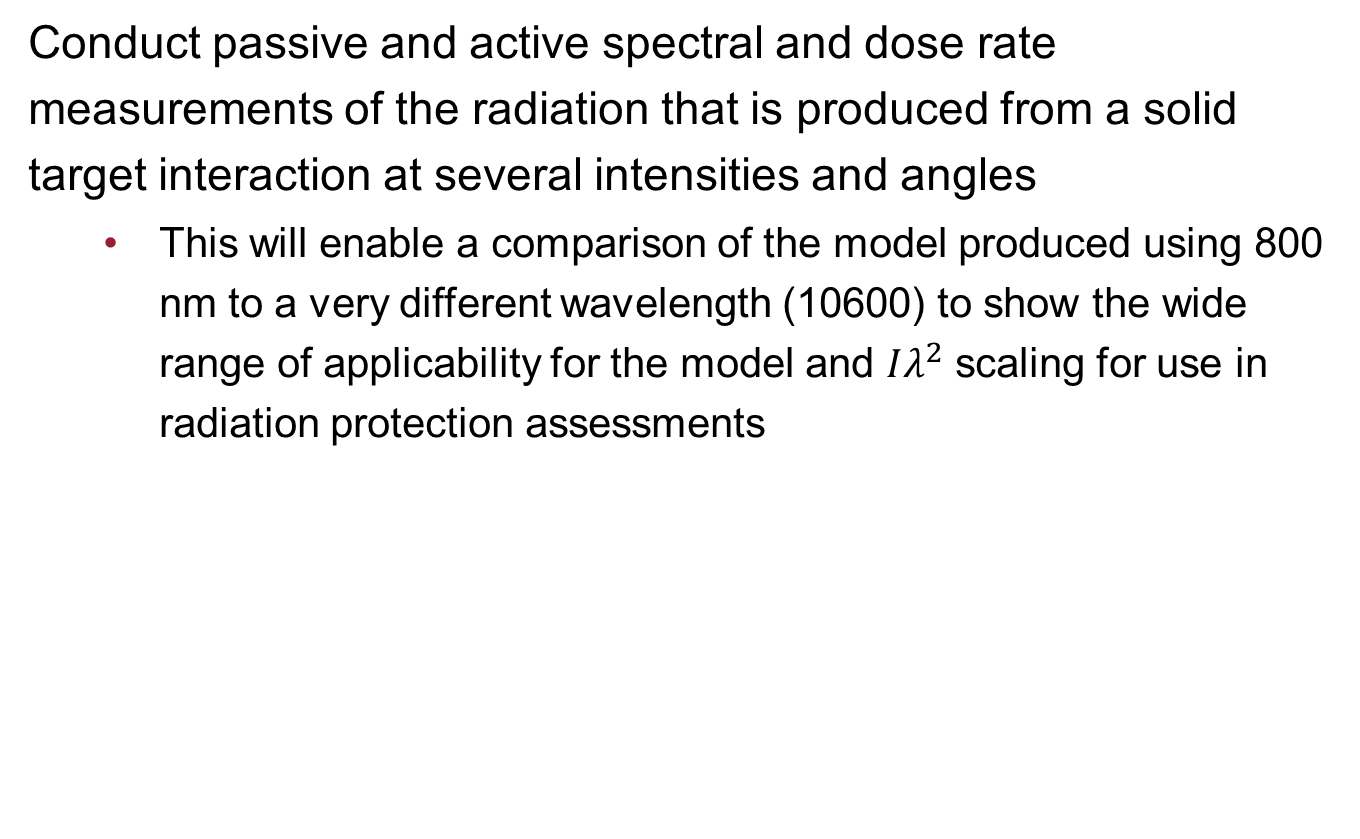 Conduct passive and active spectral and dose rate
measurements of the radiation that is produced from a solid
target interaction at several intensities and angles
• This will enable a comparison of the model produced using 800
nm to a very different wavelength (10600) to show the wide
range of applicability for the model and 𝐼𝜆² scaling for use in
radiation protection assessments